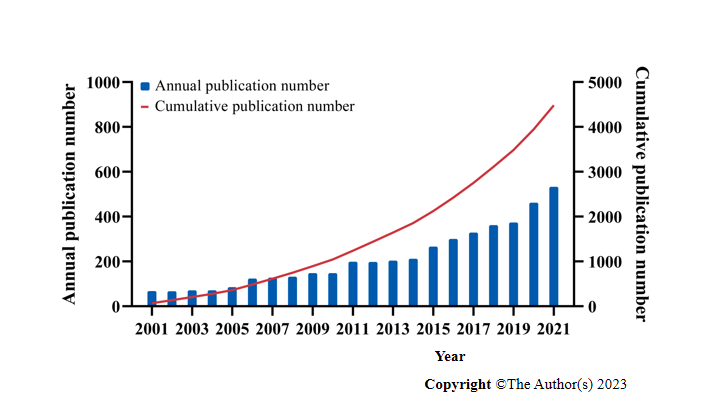 Annual publication number
Cumulative publication number
Annual publication number
1000
800
600
400
200
0
5000
4000
3000
2000
1000
0
Cumulative publication number
2001 2003 2005 2007 2009 2011 2013 2015 2017 2019 2021
Year
Copyright ©The Author(s) 2023